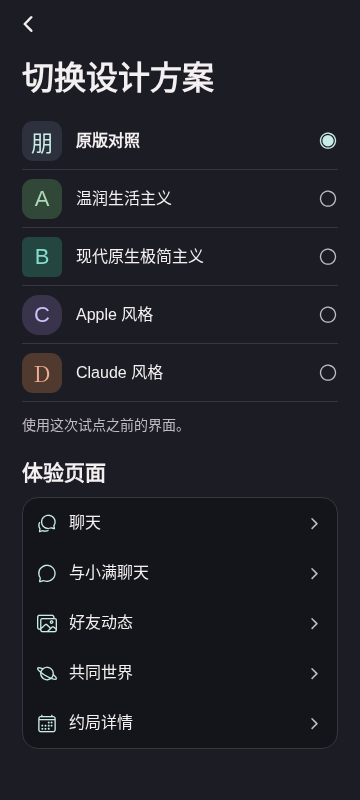 切换设计方案
朋 原版对照
A 温润生活主义
B 现代原生极简主义
C Apple 风格
D Claude 风格
使用这次试点之前的界面。
体验页面
聊天
与小满聊天
好友动态
共同世界
约局详情